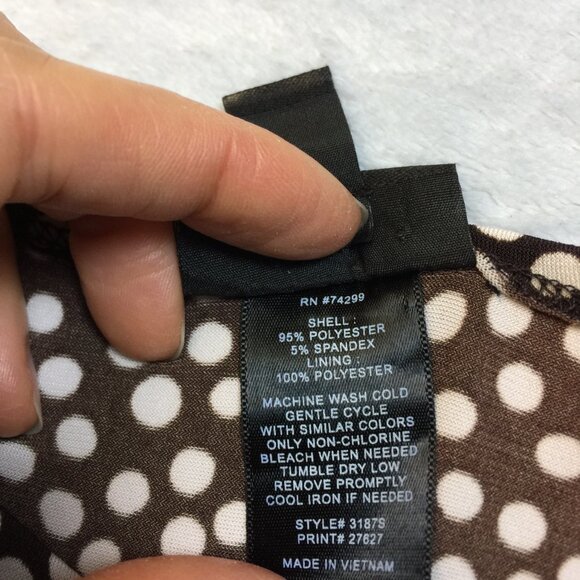 RN #74299
SHELL :
95% POLYESTER
5% SPANDEX
LINING :
100% POLYESTER
MACHINE WASH COLD
GENTLE CYCLE
WITH SIMILAR COLORS
ONLY NON-CHLORINE
BLEACH WHEN NEEDED
TUMBLE DRY LOW
REMOVE PROMPTLY
COOL IRON IF NEEDED
STYLE# 3187S
PRINT# 27627
MADE IN VIETNAM